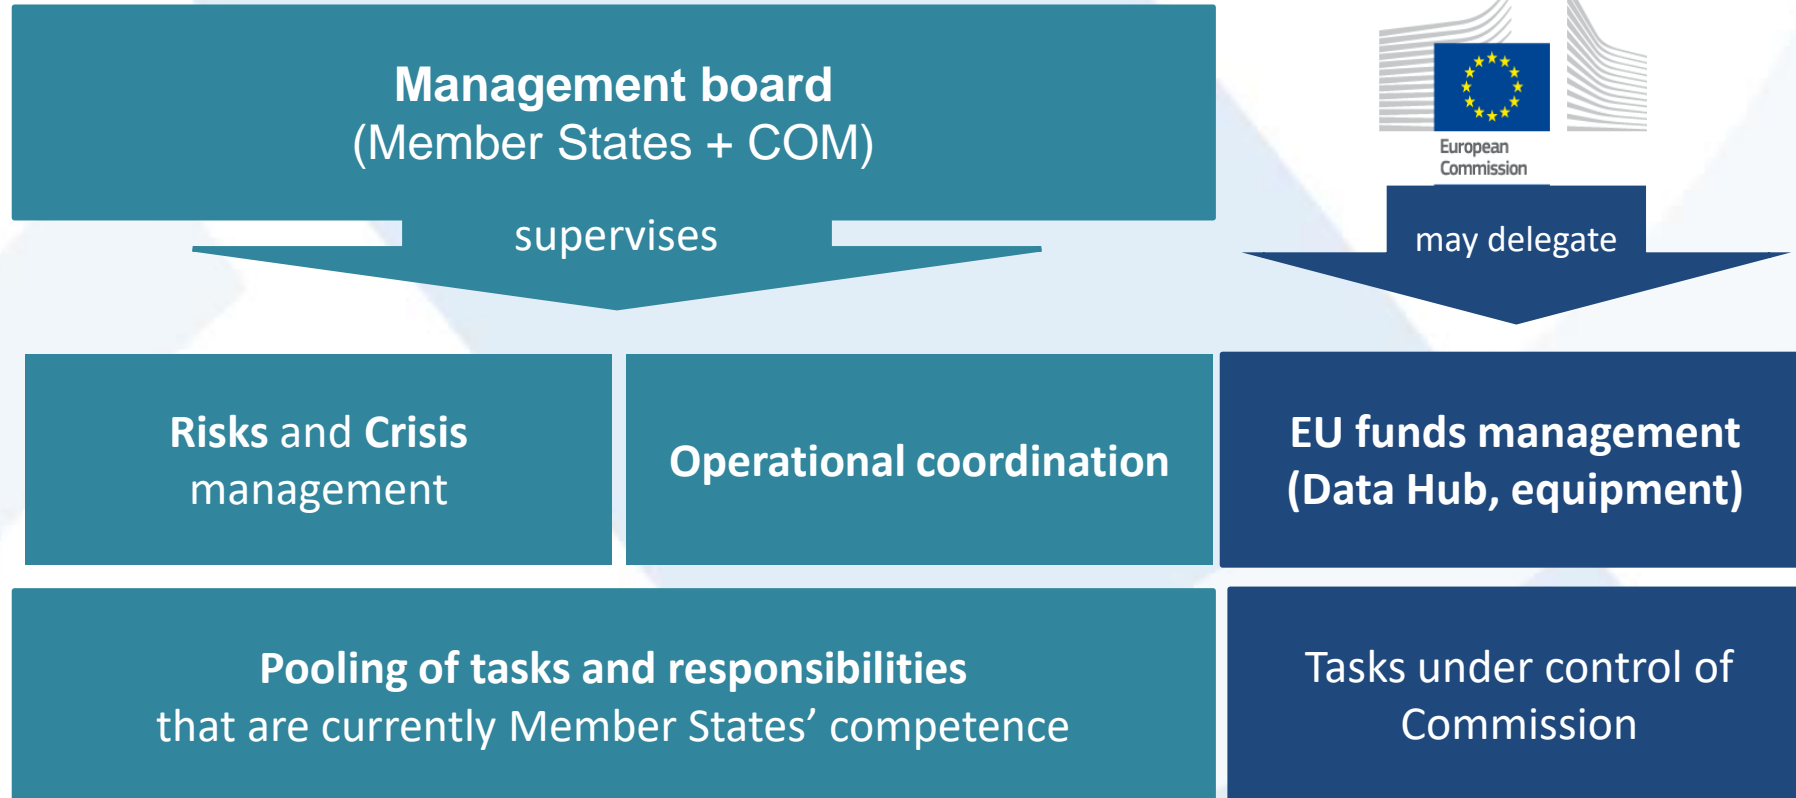 Management board
(Member States + COM)
European
Commission
supervises
may delegate
Risks and Crisis
management
Operational coordination
EU funds management
(Data Hub, equipment)
Pooling of tasks and responsibilities
that are currently Member States’ competence
Tasks under control of
Commission